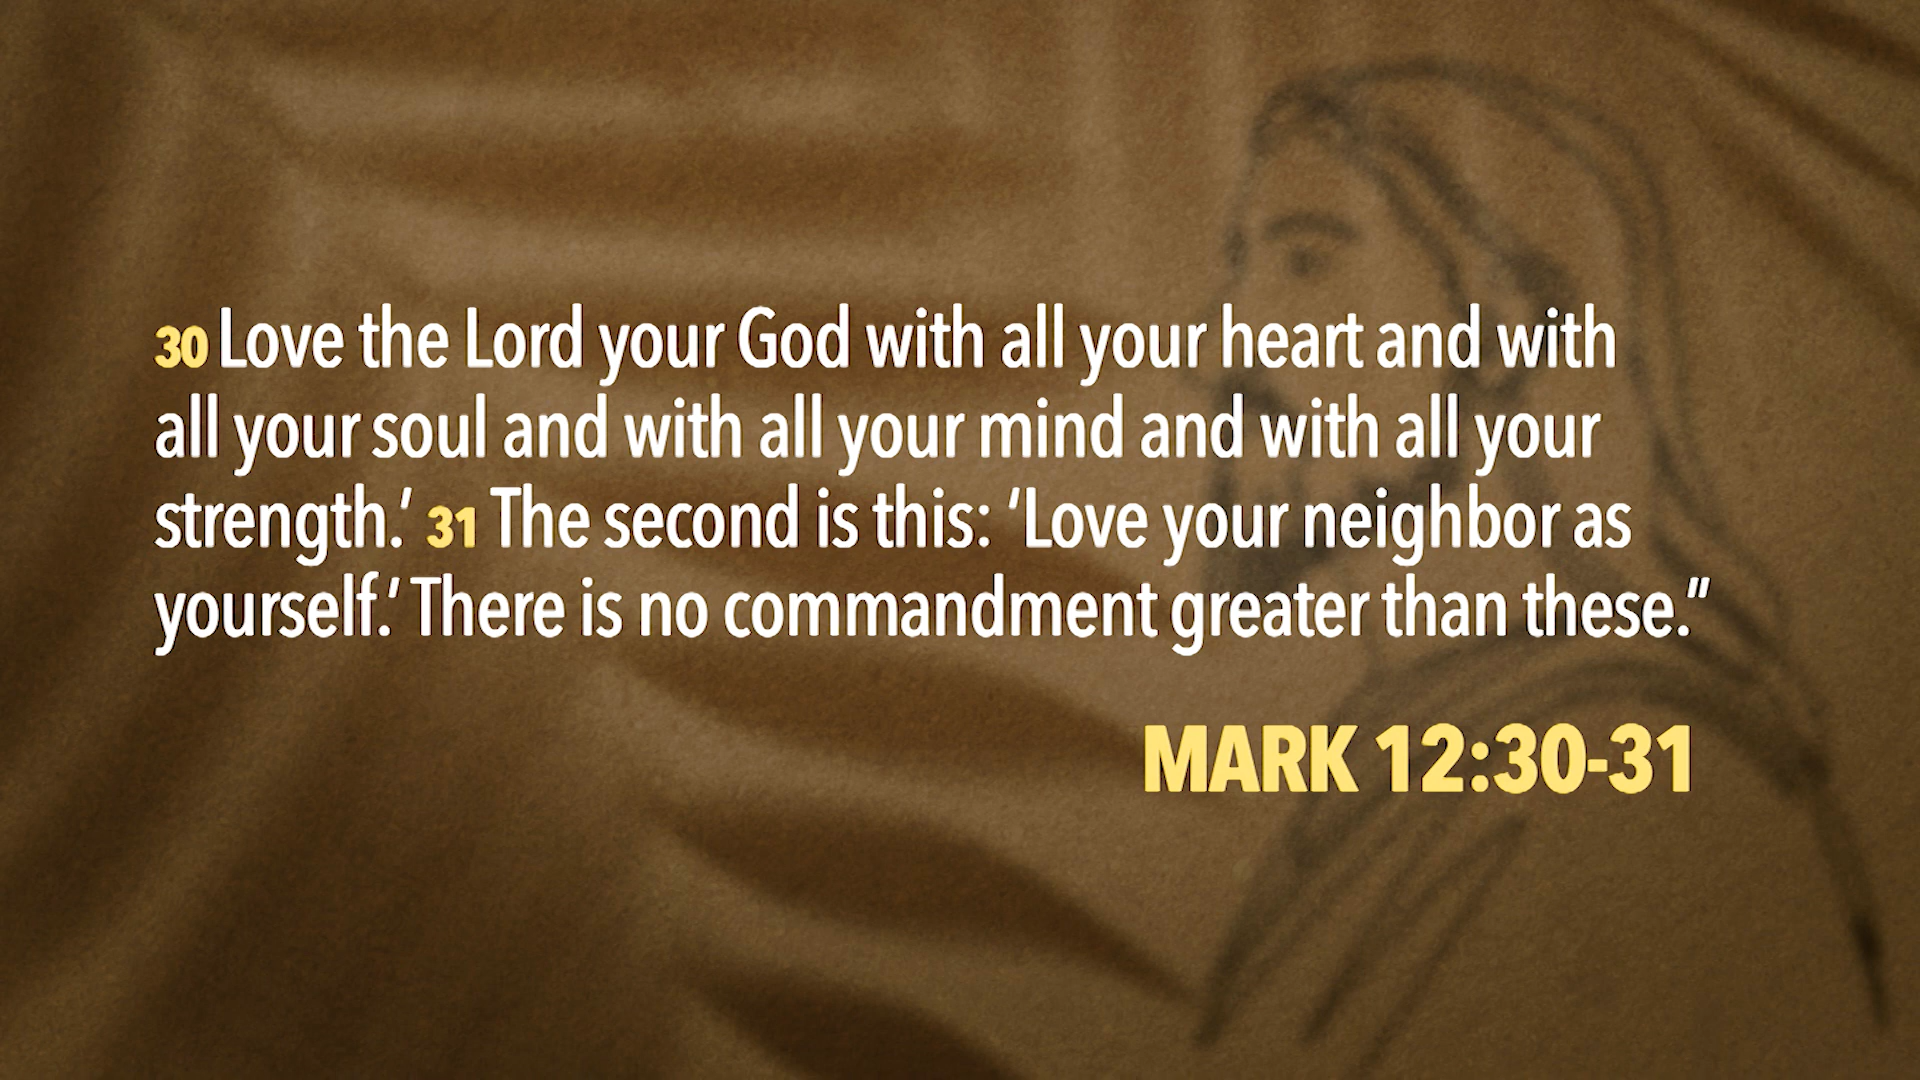 30 Love the Lord your God with all your heart and with
all your soul and with all your mind and with all your
strength.’ 31 The second is this: ‘Love your neighbor as
yourself.’ There is no commandment greater than these.”
MARK 12:30-31